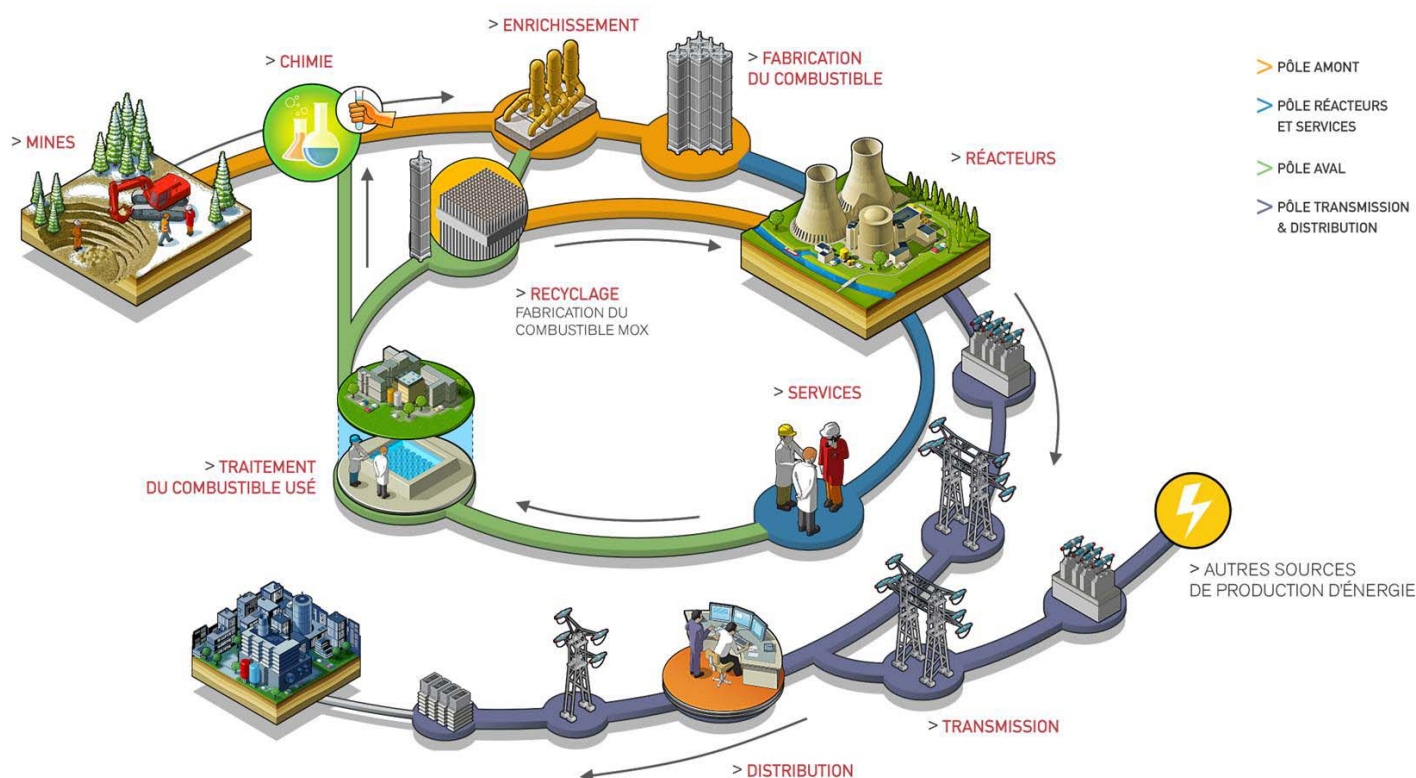 > ENRICHISSEMENT
> CHIMIE
> FABRICATION
DU COMBUSTIBLE
> MINES
> RÉACTEURS
> PÔLE AMONT
> PÔLE RÉACTEURS
ET SERVICES
> PÔLE AVAL
> PÔLE TRANSMISSION
& DISTRIBUTION
> RECYCLAGE
FABRICATION DU
COMBUSTIBLE MOX
> SERVICES
> TRAITEMENT
DU COMBUSTIBLE USÉ
> AUTRES SOURCES
DE PRODUCTION D'ÉNERGIE
> TRANSMISSION
> DISTRIBUTION